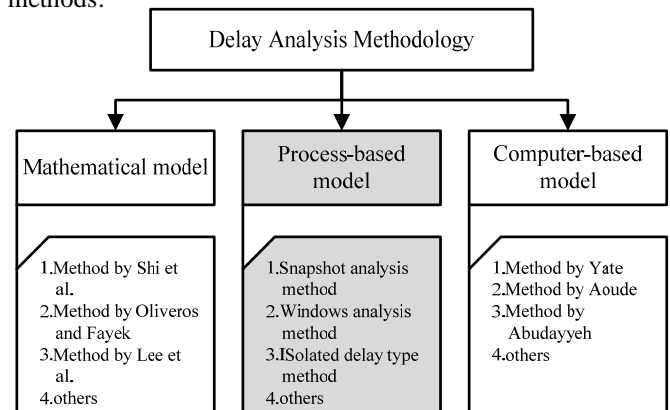 methods:
Delay Analysis Methodology
Mathematical model
Process-based
model
Computer-based
model
1.Method by Shi et
al.
2.Method by Oliveros
and Fayek
3.Method by Lee et
al.
4.others
1.Snapshot analysis
method
2.Windows analysis
method
3.ISolated delay type
method
4.others
1.Method by Yate
2.Method by Aoude
3.Method by
Abudayyeh
4.others